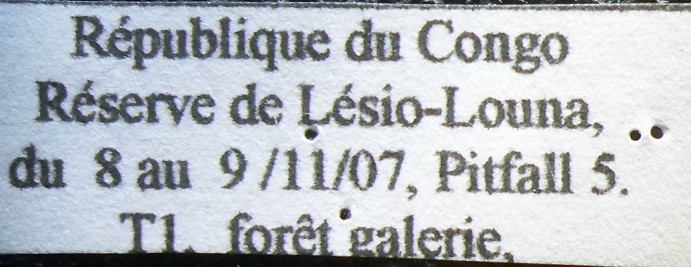 République du Congo
Réserve de Lésio-Louna,
du 8 au 9 /11/07, Pitfall 5.
T1, forêt galerie,